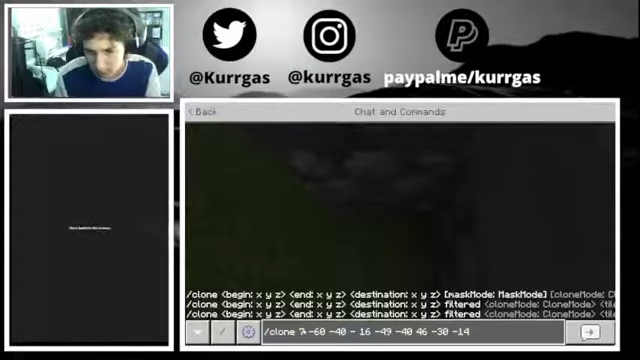 @Kurrgas
@kurrgas
paypalme/kurrgas
< Back
Chat and Commands
/clone <begin: x y z> <end: x y z> <destination: x y z> [maskMode: MaskMode] [cloneMode: Cl
/clone <begin: x y z> <end: x y z> <destination: x y z> filtered <cloneMode: CloneMode> <tile
/clone <begin: x y z> <end: x y z> <destination: x y z> filtered <cloneMode: CloneMode> <tile
/clone 7 -60 -40 - 16 -49 -40 46 -30 -14